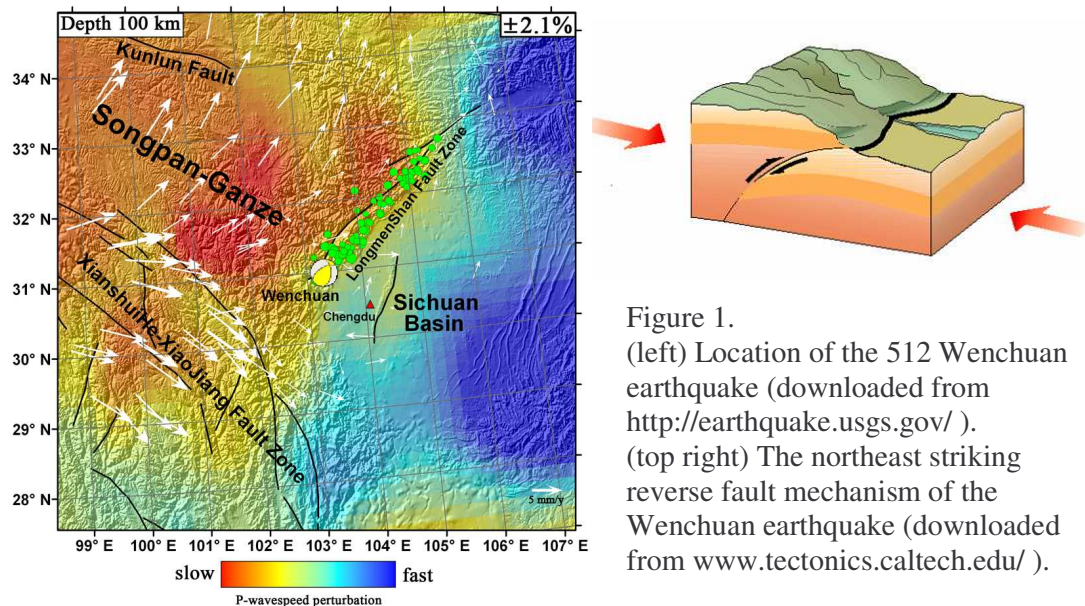 Depth 100 km
±2.1%
Kunlun Fault
34° N
33° N
32° N
31° N
30° N
29° N
28° N
Songpan-Ganze
LongmenShan Fault Zone
Wenchuan
Chengdu
Sichuan
Basin
XianshuiHe-XiaoJiang Fault Zone
5 mm/y
99° E 100° E 101° E 102° E 103° E 104° E 105° E 106° E 107° E
slow fast
P-wavespeed perturbation
Figure 1.
(left) Location of the 512 Wenchuan
earthquake (downloaded from
http://earthquake.usgs.gov/ ).
(top right) The northeast striking
reverse fault mechanism of the
Wenchuan earthquake (downloaded
from www.tectonics.caltech.edu/ ).